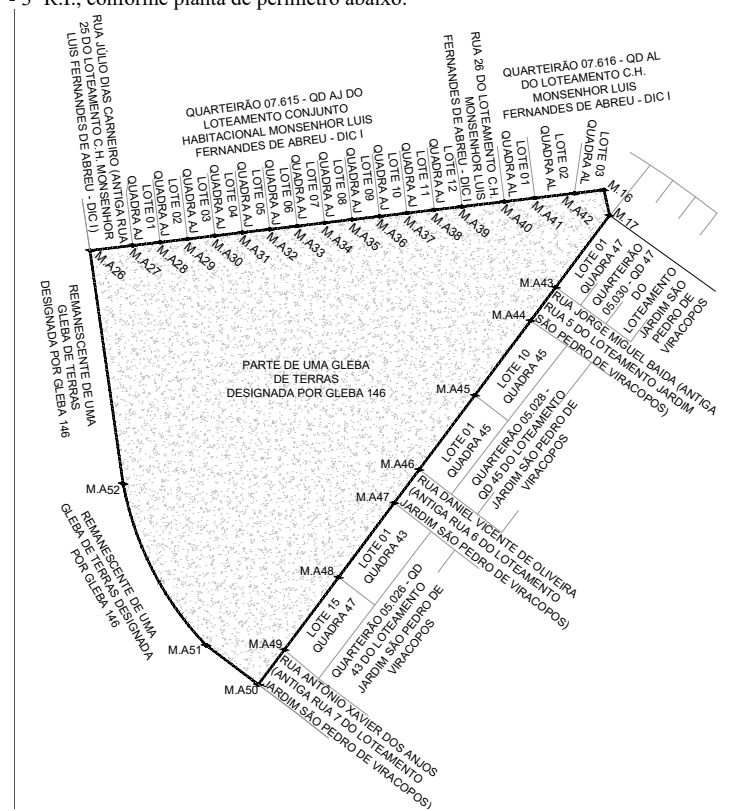 - 3º R.I., conforme planta de perímetro abaixo:
RUA JÚLIO DIAS CARNEIRO (ANTIGA RUA
25 DO LOTEAMENTO C.H. MONSENHOR
LUIS FERNANDES DE ABREU - DIC I)
QUARTEIRÃO 07.615 - QD AJ DO
LOTEAMENTO CONJUNTO
HABITACIONAL MONSENHOR LUIS
FERNANDES DE ABREU - DIC I
RUA 26 DO LOTEAMENTO C.H.
MONSENHOR LUIS
FERNANDES DE ABREU - DIC I
QUARTEIRÃO 07.616 - QD AL
DO LOTEAMENTO C.H.
MONSENHOR LUIS
FERNANDES DE ABREU - DIC I
LOTE 01
QUADRA AJ
LOTE 02
QUADRA AJ
LOTE 03
QUADRA AJ
LOTE 04
QUADRA AJ
LOTE 05
QUADRA AJ
LOTE 06
QUADRA AJ
LOTE 07
QUADRA AJ
LOTE 08
QUADRA AJ
LOTE 09
QUADRA AJ
LOTE 10
QUADRA AJ
LOTE 11
QUADRA AJ
LOTE 12
QUADRA AJ
LOTE 01
QUADRA AL
LOTE 02
QUADRA AL
LOTE 03
QUADRA AL
M.A26
M.A27
M.A28
M.A29
M.A30
M.A31
M.A32
M.A33
M.A34
M.A35
M.A36
M.A37
M.A38
M.A39
M.A40
M.A41
M.A42
M.16
M.17
LOTE 01
QUADRA 47
QUARTEIRÃO
05.030 - QD 47
DO
LOTEAMENTO
JARDIM SÃO
PEDRO DE
VIRACOPOS
M.A43
RUA JORGE MIGUEL BAIDA (ANTIGA
RUA 5 DO LOTEAMENTO JARDIM
SÃO PEDRO DE VIRACOPOS)
M.A44
REMANESCENTE DE UMA
GLEBA DE TERRAS
DESIGNADA POR GLEBA 146
PARTE DE UMA GLEBA
DE TERRAS
DESIGNADA POR GLEBA 146
LOTE 10
QUADRA 45
M.A45
LOTE 01
QUADRA 45
QUARTEIRÃO 05.028 -
QD 45 DO LOTEAMENTO
JARDIM SÃO PEDRO DE
VIRACOPOS
M.A46
RUA DANIEL VICENTE DE OLIVEIRA
(ANTIGA RUA 6 DO LOTEAMENTO
JARDIM SÃO PEDRO DE VIRACOPOS)
M.A47
M.A52
REMANESCENTE DE UMA
GLEBA DE TERRAS DESIGNADA
POR GLEBA 146
LOTE 01
QUADRA 43
M.A48
LOTE 15
QUADRA 47
QUARTEIRÃO 05.026 - QD
43 DO LOTEAMENTO
JARDIM SÃO PEDRO DE
VIRACOPOS
M.A51
M.A49
RUA ANTÔNIO XAVIER DOS ANJOS
(ANTIGA RUA 7 DO LOTEAMENTO
JARDIM SÃO PEDRO DE VIRACOPOS)
M.A50